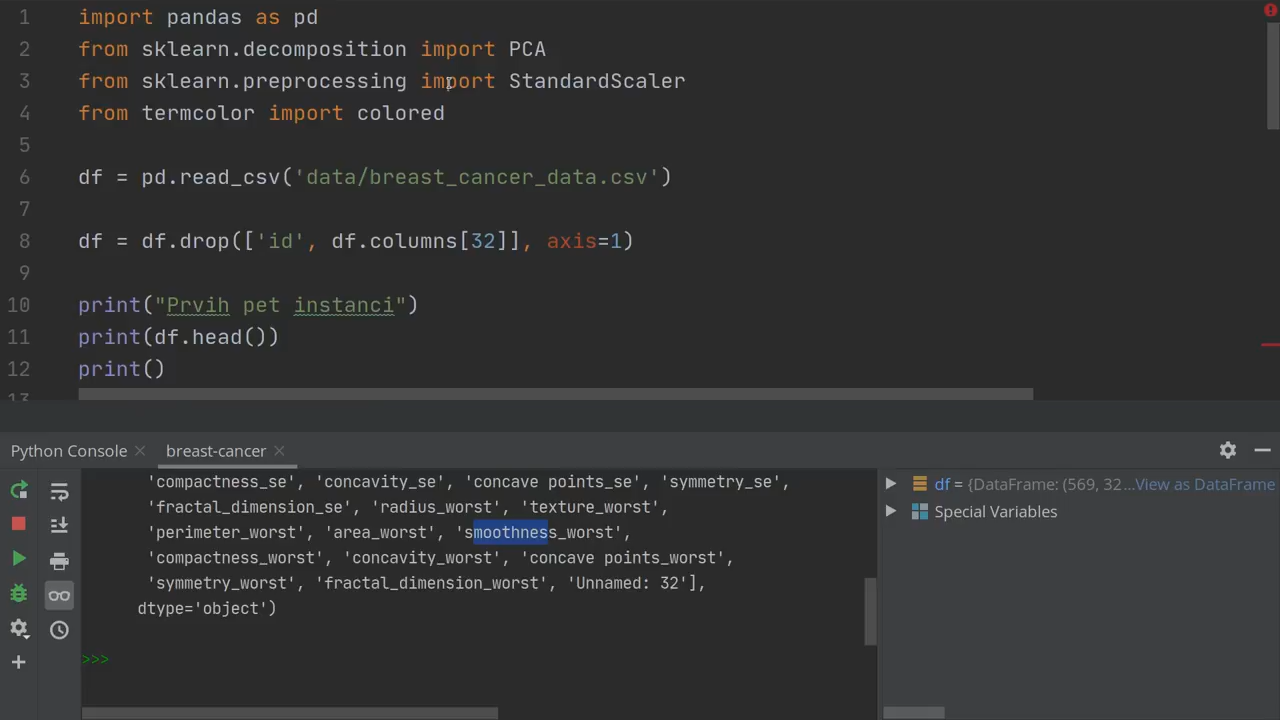 1 import pandas as pd
2 from sklearn.decomposition import PCA
3 from sklearn.preprocessing import StandardScaler
4 from termcolor import colored
5
6 df = pd.read_csv('data/breast_cancer_data.csv')
7
8 df = df.drop(['id', df.columns[32]], axis=1)
9
10 print("Prvih pet instanci")
11 print(df.head())
12 print()
13
Python Console breast-cancer
'compactness_se', 'concavity_se', 'concave points_se', 'symmetry_se',
'fractal_dimension_se', 'radius_worst', 'texture_worst',
'perimeter_worst', 'area_worst', 'smoothness_worst',
'compactness_worst', 'concavity_worst', 'concave points_worst',
'symmetry_worst', 'fractal_dimension_worst', 'Unnamed: 32'],
dtype='object')
>>>
df = {DataFrame: (569, 32 ...View as DataFrame
Special Variables